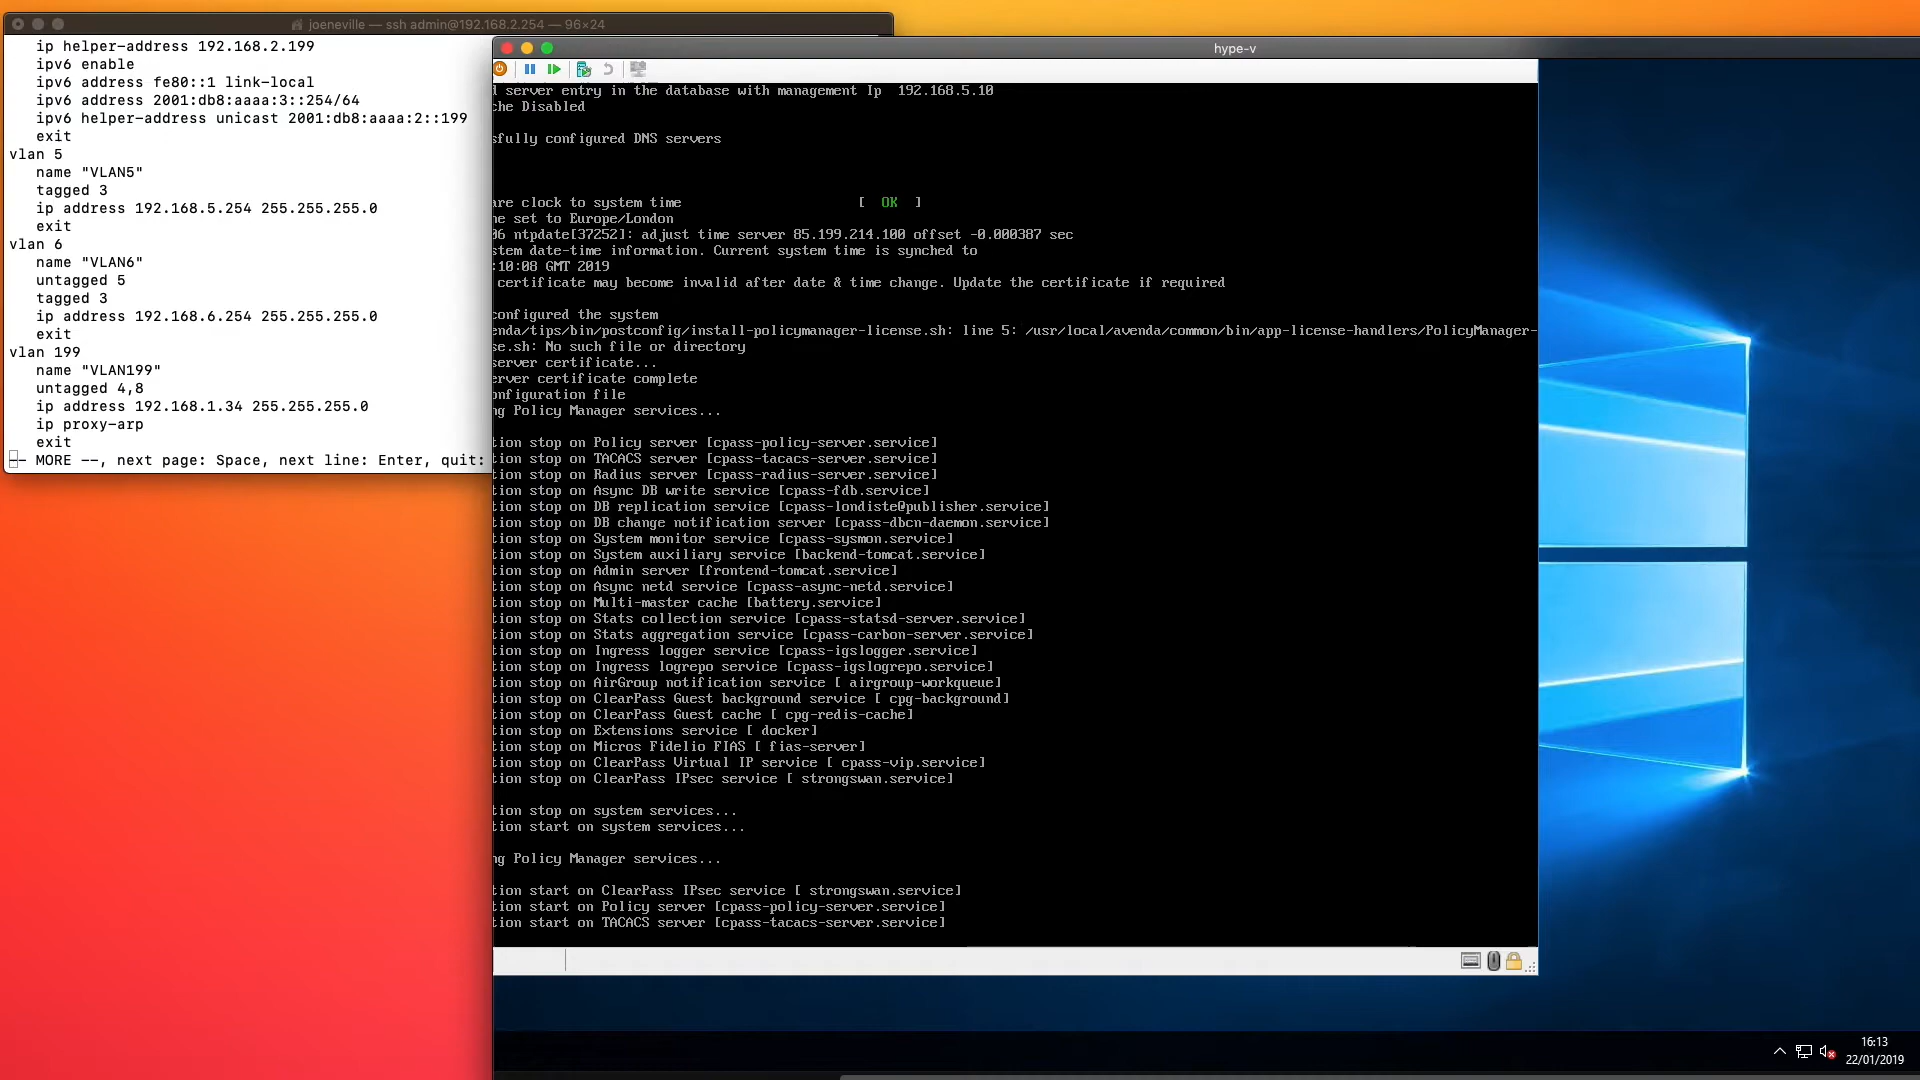 joeneville — ssh admin@192.168.2.254 — 96×24
ip helper-address 192.168.2.199
ipv6 enable
ipv6 address fe80::1 link-local
ipv6 address 2001:db8:aaaa:3::254/64
ipv6 helper-address unicast 2001:db8:aaaa:2::199
exit
vlan 5
name "VLAN5"
tagged 3
ip address 192.168.5.254 255.255.255.0
exit
vlan 6
name "VLAN6"
untagged 5
tagged 3
ip address 192.168.6.254 255.255.255.0
exit
vlan 199
name "VLAN199"
untagged 4,8
ip address 192.168.1.34 255.255.255.0
ip proxy-arp
exit
-- MORE --, next page: Space, next line: Enter, quit:
hype-v
d server entry in the database with management Ip  192.168.5.10
che Disabled
sfully configured DNS servers
are clock to system time [  OK  ]
ne set to Europe/London
06 ntpdate[37252]: adjust time server 85.199.214.100 offset -0.000387 sec
stem date-time information. Current system time is synched to
:10:08 GMT 2019
certificate may become invalid after date & time change. Update the certificate if required
configured the system
enda/tips/bin/postconfig/install-policymanager-license.sh: line 5: /usr/local/avenda/common/bin/app-license-handlers/PolicyManager-
se.sh: No such file or directory
server certificate...
erver certificate complete
onfiguration file
ng Policy Manager services...
tion stop on Policy server [cpass-policy-server.service]
tion stop on TACACS server [cpass-tacacs-server.service]
tion stop on Radius server [cpass-radius-server.service]
tion stop on Async DB write service [cpass-fdb.service]
tion stop on DB replication service [cpass-londiste@publisher.service]
tion stop on DB change notification server [cpass-dbcn-daemon.service]
tion stop on System monitor service [cpass-sysmon.service]
tion stop on System auxiliary service [backend-tomcat.service]
tion stop on Admin server [frontend-tomcat.service]
tion stop on Async netd service [cpass-async-netd.service]
tion stop on Multi-master cache [battery.service]
tion stop on Stats collection service [cpass-statsd-server.service]
tion stop on Stats aggregation service [cpass-carbon-server.service]
tion stop on Ingress logger service [cpass-igslogger.service]
tion stop on Ingress logrepo service [cpass-igslogrepo.service]
tion stop on AirGroup notification service [ airgroup-workqueue]
tion stop on ClearPass Guest background service [ cpg-background]
tion stop on ClearPass Guest cache [ cpg-redis-cache]
tion stop on Extensions service [ docker]
tion stop on Micros Fidelio FIAS [ fias-server]
tion stop on ClearPass Virtual IP service [ cpass-vip.service]
tion stop on ClearPass IPsec service [ strongswan.service]
tion stop on system services...
tion start on system services...
ng Policy Manager services...
tion start on ClearPass IPsec service [ strongswan.service]
tion start on Policy server [cpass-policy-server.service]
tion start on TACACS server [cpass-tacacs-server.service]
16:13
22/01/2019